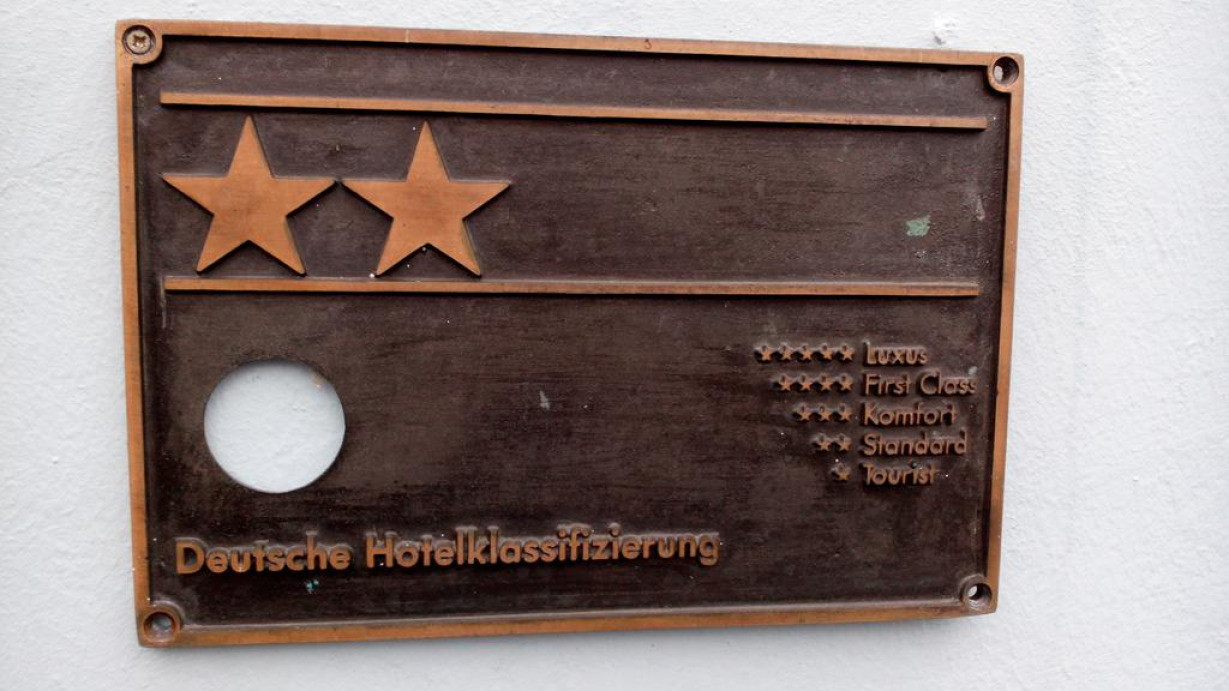 ★★★★★ Luxus
★★★★ First Class
★★★ Komfort
★★ Standard
★ Tourist
Deutsche Hotelklassifizierung